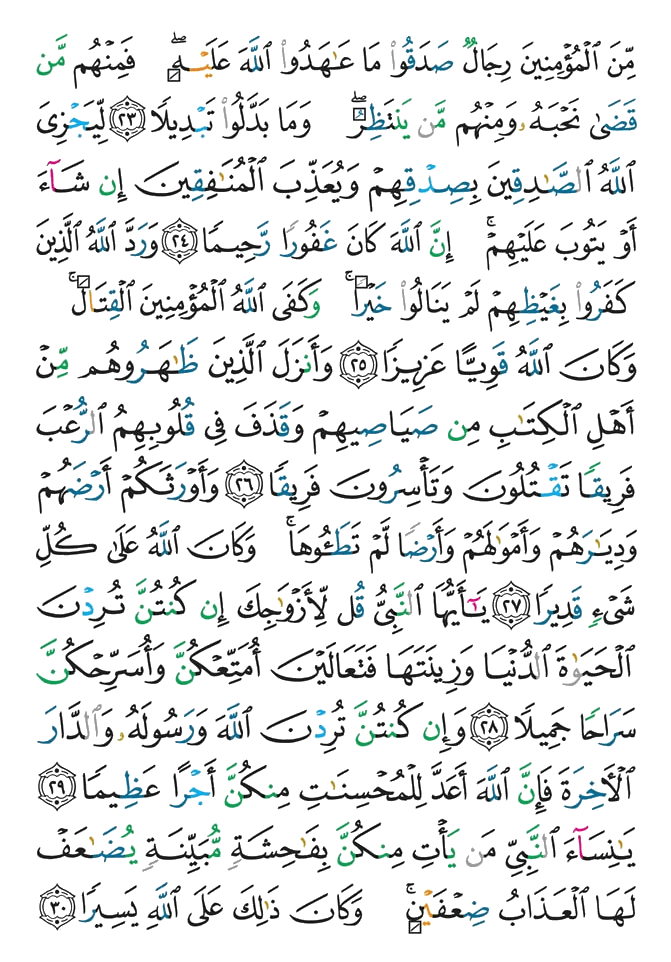 مِّنَ ٱلْمُؤْمِنِينَ رِجَالٌ صَدَقُوا۟ مَا عَـٰهَدُوا۟ ٱللَّهَ عَلَيْهِ ۖ فَمِنْهُم مَّن
قَضَىٰ نَحْبَهُۥ وَمِنْهُم مَّن يَنتَظِرُ ۖ وَمَا بَدَّلُوا۟ تَبْدِيلًا ﴿٢٣﴾ لِّيَجْزِىَ
ٱللَّهُ ٱلصَّـٰدِقِينَ بِصِدْقِهِمْ وَيُعَذِّبَ ٱلْمُنَـٰفِقِينَ إِن شَآءَ
أَوْ يَتُوبَ عَلَيْهِمْ ۚ إِنَّ ٱللَّهَ كَانَ غَفُورًا رَّحِيمًا ﴿٢٤﴾ وَرَدَّ ٱللَّهُ ٱلَّذِينَ
كَفَرُوا۟ بِغَيْظِهِمْ لَمْ يَنَالُوا۟ خَيْرًا ۚ وَكَفَى ٱللَّهُ ٱلْمُؤْمِنِينَ ٱلْقِتَالَ ۚ
وَكَانَ ٱللَّهُ قَوِيًّا عَزِيزًا ﴿٢٥﴾ وَأَنزَلَ ٱلَّذِينَ ظَـٰهَرُوهُم مِّنْ
أَهْلِ ٱلْكِتَـٰبِ مِن صَيَاصِيهِمْ وَقَذَفَ فِى قُلُوبِهِمُ ٱلرُّعْبَ
فَرِيقًا تَقْتُلُونَ وَتَأْسِرُونَ فَرِيقًا ﴿٢٦﴾ وَأَوْرَثَكُمْ أَرْضَهُمْ
وَدِيَـٰرَهُمْ وَأَمْوَٰلَهُمْ وَأَرْضًا لَّمْ تَطَـُٔوهَا ۚ وَكَانَ ٱللَّهُ عَلَىٰ كُلِّ
شَىْءٍ قَدِيرًا ﴿٢٧﴾ يَـٰٓأَيُّهَا ٱلنَّبِىُّ قُل لِّأَزْوَٰجِكَ إِن كُنتُنَّ تُرِدْنَ
ٱلْحَيَوٰةَ ٱلدُّنْيَا وَزِينَتَهَا فَتَعَالَيْنَ أُمَتِّعْكُنَّ وَأُسَرِّحْكُنَّ
سَرَاحًا جَمِيلًا ﴿٢٨﴾ وَإِن كُنتُنَّ تُرِدْنَ ٱللَّهَ وَرَسُولَهُۥ وَٱلدَّارَ
ٱلْـَٔاخِرَةَ فَإِنَّ ٱللَّهَ أَعَدَّ لِلْمُحْسِنَـٰتِ مِنكُنَّ أَجْرًا عَظِيمًا ﴿٢٩﴾
يَـٰنِسَآءَ ٱلنَّبِىِّ مَن يَأْتِ مِنكُنَّ بِفَـٰحِشَةٍ مُّبَيِّنَةٍ يُضَـٰعَفْ
لَهَا ٱلْعَذَابُ ضِعْفَيْنِ ۚ وَكَانَ ذَٰلِكَ عَلَى ٱللَّهِ يَسِيرًا ﴿٣٠﴾